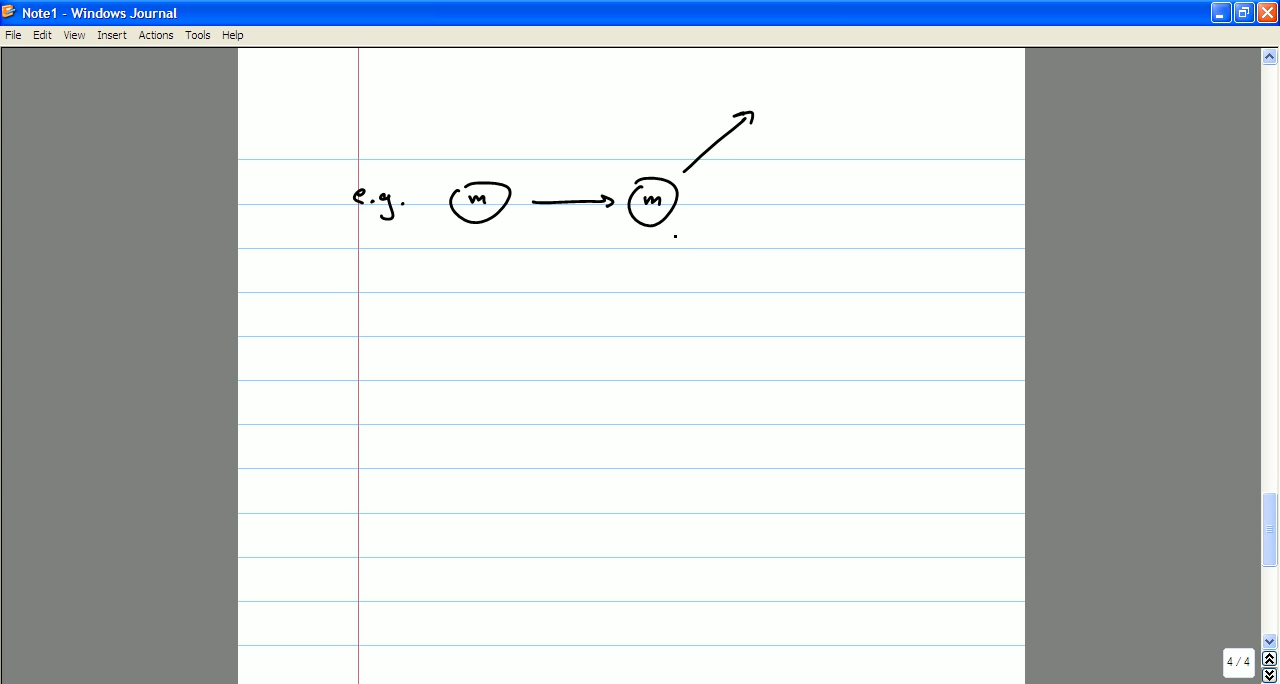 Note1 - Windows Journal
File Edit View Insert Actions Tools Help
e.g. m m
4 / 4